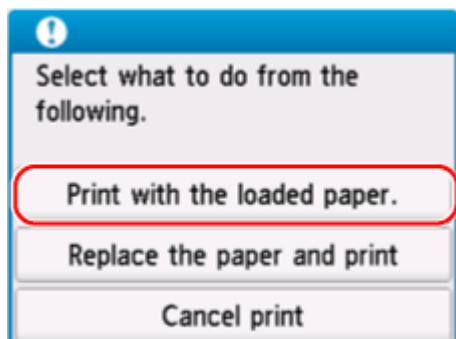 Select what to do from the
following.
Print with the loaded paper.
Replace the paper and print
Cancel print